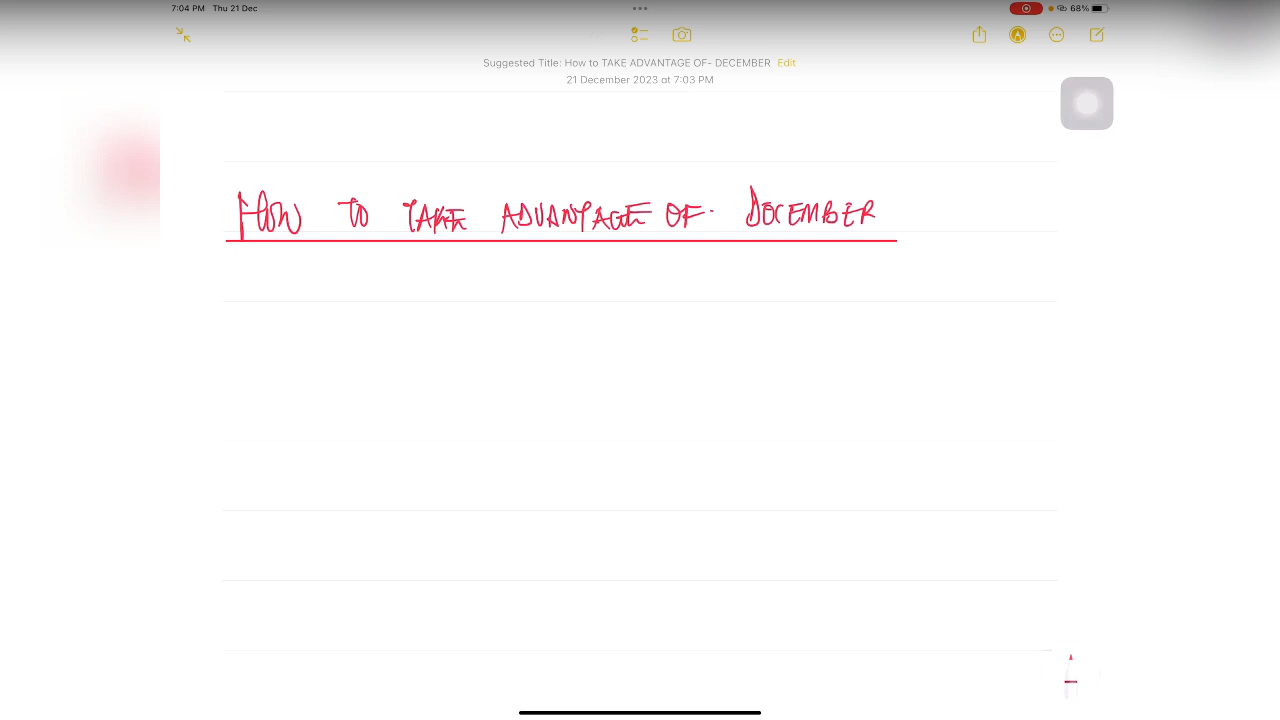 7:04 PM Thu 21 Dec
68%
Suggested Title: How to TAKE ADVANTAGE OF- DECEMBER Edit
21 December 2023 at 7:03 PM
How to TAKE ADVANTAGE OF- DECEMBER